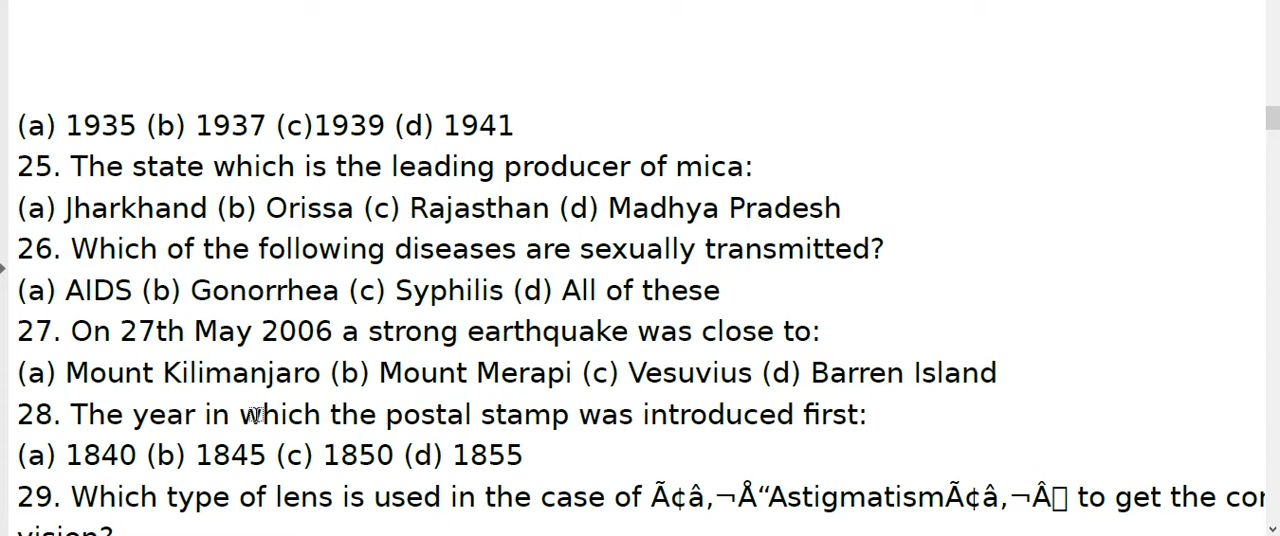 (a) 1935 (b) 1937 (c)1939 (d) 1941
25. The state which is the leading producer of mica:
(a) Jharkhand (b) Orissa (c) Rajasthan (d) Madhya Pradesh
26. Which of the following diseases are sexually transmitted?
(a) AIDS (b) Gonorrhea (c) Syphilis (d) All of these
27. On 27th May 2006 a strong earthquake was close to:
(a) Mount Kilimanjaro (b) Mount Merapi (c) Vesuvius (d) Barren Island
28. The year in which the postal stamp was introduced first:
(a) 1840 (b) 1845 (c) 1850 (d) 1855
29. Which type of lens is used in the case of Ã¢â‚¬Å“AstigmatismÃ¢â‚¬Â to get the
vision?